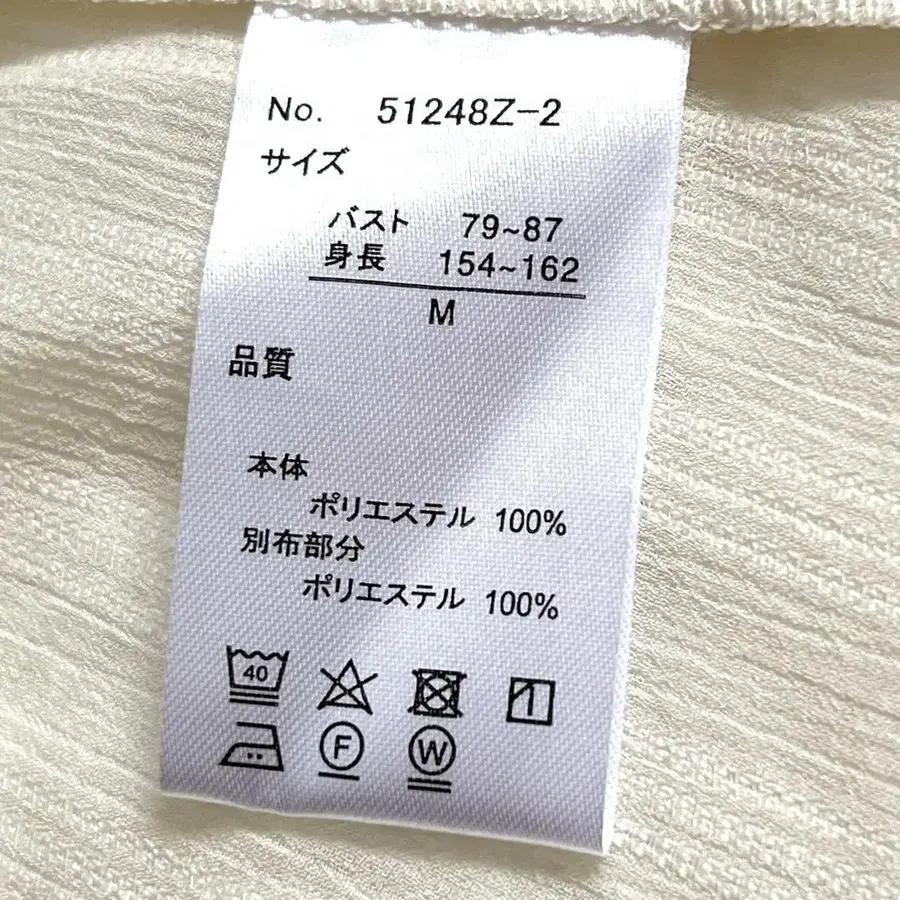 No. 51248Z-2
サイズ
バスト 79~87
身長 154~162
M
品質
本体
ポリエステル 100%
別布部分
ポリエステル 100%
40
F
W